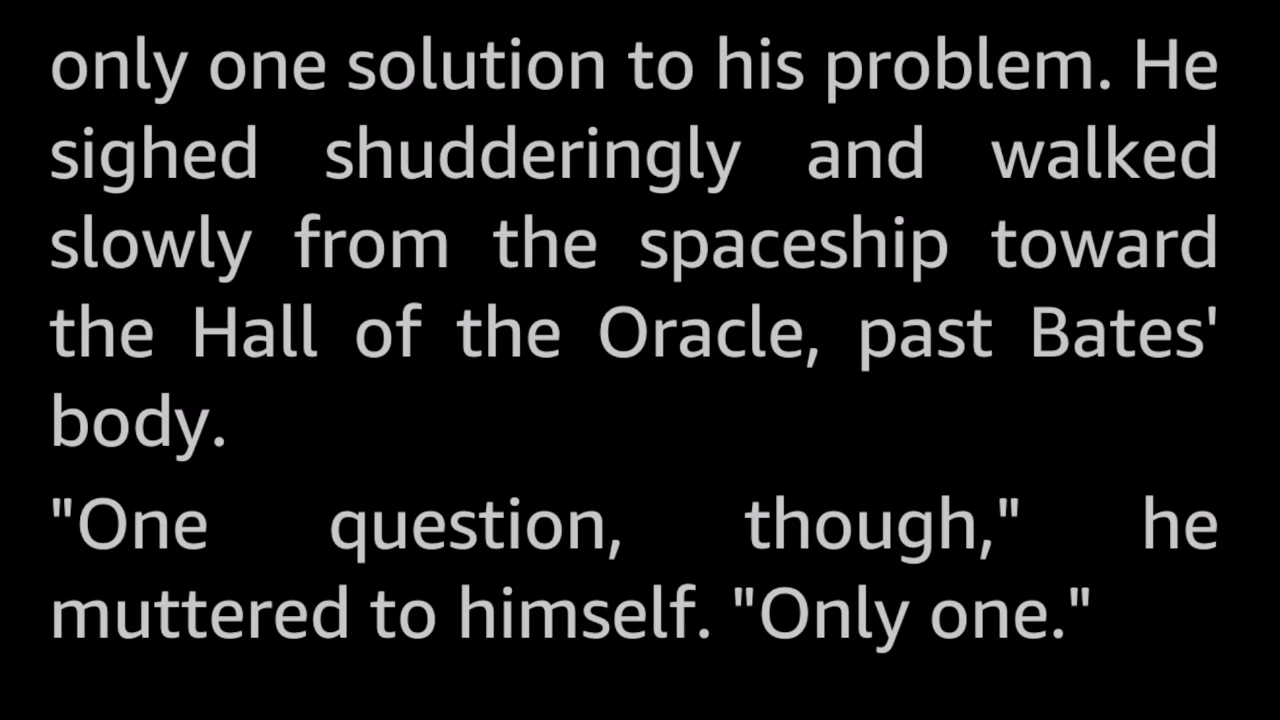 only one solution to his problem. He
sighed shudderingly and walked
slowly from the spaceship toward
the Hall of the Oracle, past Bates'
body.
"One question, though," he
muttered to himself. "Only one."